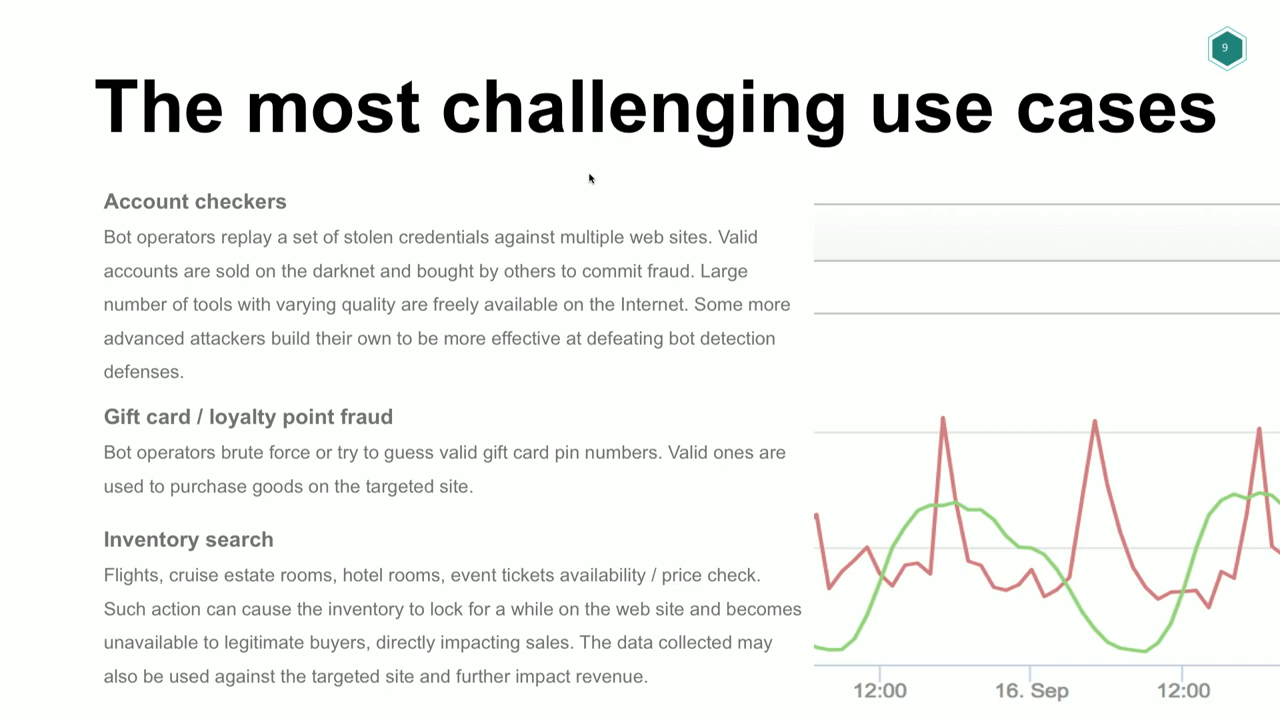 9
The most challenging use cases
Account checkers
Bot operators replay a set of stolen credentials against multiple web sites. Valid
accounts are sold on the darknet and bought by others to commit fraud. Large
number of tools with varying quality are freely available on the Internet. Some more
advanced attackers build their own to be more effective at defeating bot detection
defenses.
Gift card / loyalty point fraud
Bot operators brute force or try to guess valid gift card pin numbers. Valid ones are
used to purchase goods on the targeted site.
Inventory search
Flights, cruise estate rooms, hotel rooms, event tickets availability / price check.
Such action can cause the inventory to lock for a while on the web site and becomes
unavailable to legitimate buyers, directly impacting sales. The data collected may
also be used against the targeted site and further impact revenue.
12:00 16. Sep 12:00